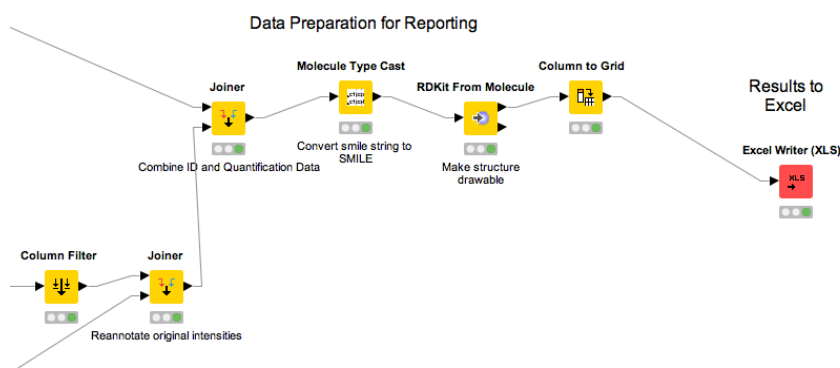 Data Preparation for Reporting
Joiner
Molecule Type Cast
RDKit From Molecule
Column to Grid
Results to
Excel
Excel Writer (XLS)
XLS
Combine ID and Quantification Data
Convert smile string to
SMILE
Make structure
drawable
Column Filter
Joiner
Reannotate original intensities